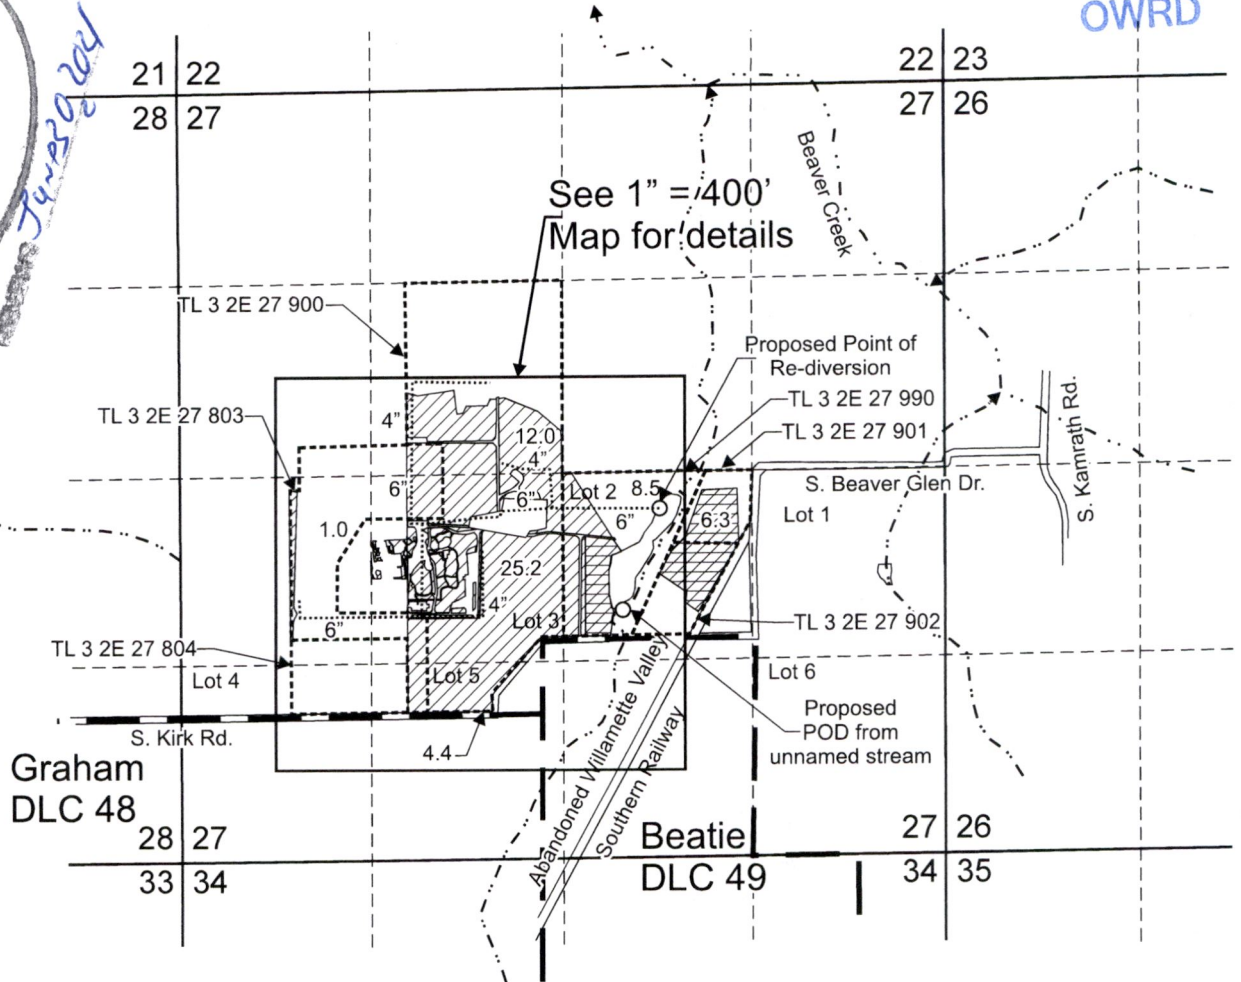 OWRD
June 30 2021
21 22
28 27
22 23
27 26
Beaver Creek
See 1” = 400’
Map for details
TL 3 2E 27 900
Proposed Point of
Re-diversion
TL 3 2E 27 990
TL 3 2E 27 803
4”
12.0
4”
TL 3 2E 27 901
S. Kamrath Rd.
6”
6”
Lot 2
8.5
S. Beaver Glen Dr.
1.0
6”
6.3
Lot 1
25.2
4”
6”
Lot 3
TL 3 2E 27 902
TL 3 2E 27 804
Lot 4
Lot 5
Lot 6
S. Kirk Rd.
4.4
Proposed
POD from
unnamed stream
Abandoned Willamette Valley
Southern Railway
Graham
DLC 48
28 27
33 34
Beatie
DLC 49
27 26
34 35